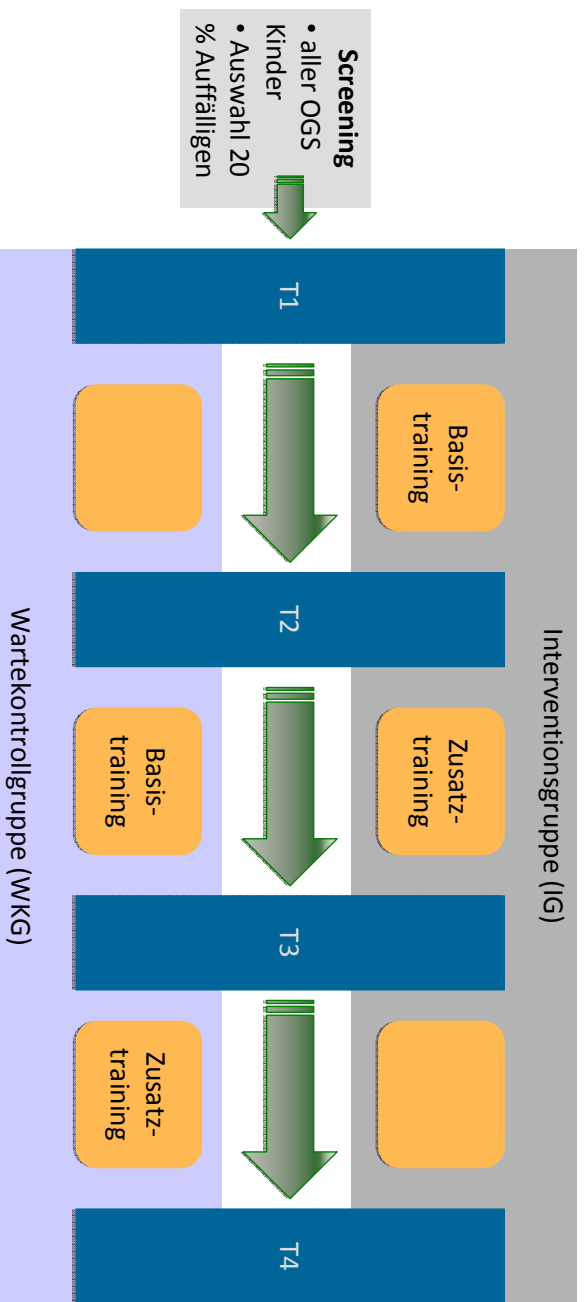 Screening
• aller OGS
Kinder
• Auswahl 20
% Auffälligen
Interventionsgruppe (IG)
Basis-
training
Zusatz-
training
T1
T2
T3
T4
Basis-
training
Zusatz-
training
Wartekontrollgruppe (WKG)